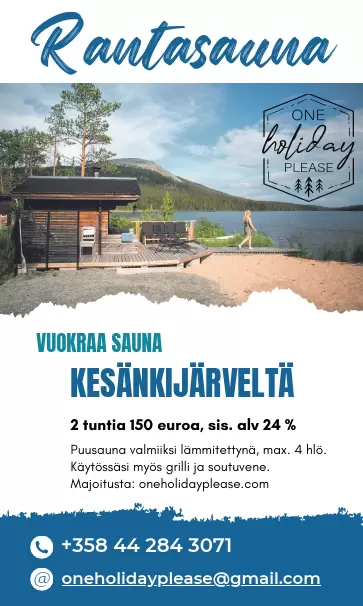 Rantasauna
ONE
holiday
PLEASE
VUOKRAA SAUNA
KESÄNKIJÄRVELTÄ
2 tuntia 150 euroa, sis. alv 24 %
Puusauna valmiiksi lämmitettynä, max. 4 hlö.
Käytössäsi myös grilli ja soutuvene.
Majoitus: oneholidayplease.com
+358 44 284 3071
@ oneholidayplease@gmail.com